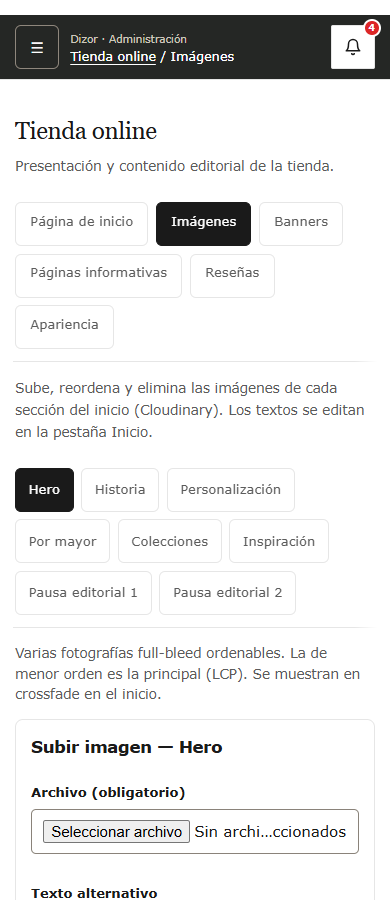 ☰
Dizor · Administración
Tienda online / Imágenes
4
Tienda online
Presentación y contenido editorial de la tienda.
Página de inicio
Imágenes
Banners
Páginas informativas
Reseñas
Apariencia
Sube, reordena y elimina las imágenes de cada
sección del inicio (Cloudinary). Los textos se editan
en la pestaña Inicio.
Hero
Historia
Personalización
Por mayor
Colecciones
Inspiración
Pausa editorial 1
Pausa editorial 2
Varias fotografías full-bleed ordenables. La de
menor orden es la principal (LCP). Se muestran en
crossfade en el inicio.
Subir imagen — Hero
Archivo (obligatorio)
Seleccionar archivo Sin archi...ccionados
Texto alternativo